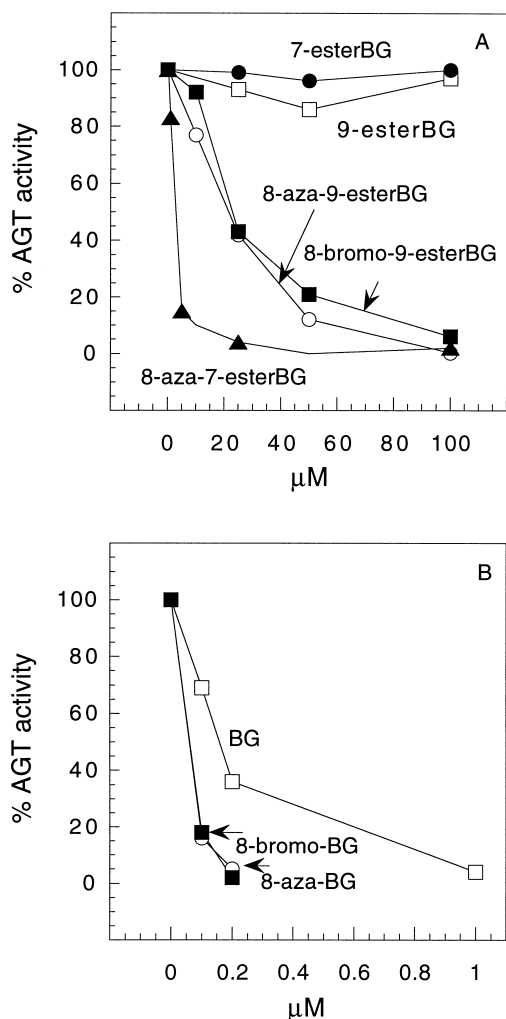 A
7-esterBG
100
9-esterBG
80
8-aza-9-esterBG
60
8-bromo-9-esterBG
40
20
0
8-aza-7-esterBG
% AGT activity
0 20 40 60 80 100
μM
B
100
80
60
BG
40
20
8-bromo-BG
8-aza-BG
0
% AGT activity
0 0.2 0.4 0.6 0.8 1
μM